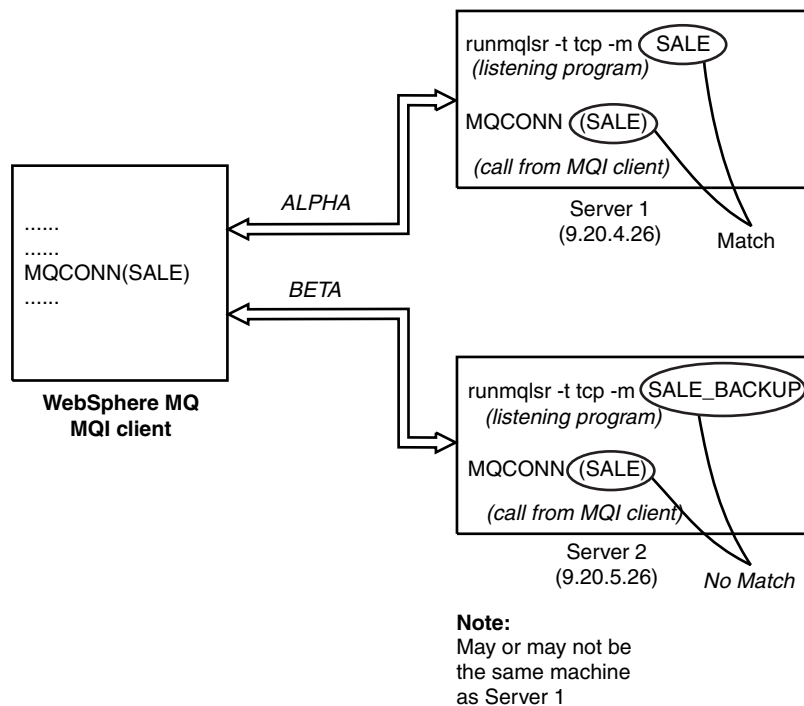 runmqlsr -t tcp -m SALE
(listening program)
MQCONN (SALE)
(call from MQI client)
Server 1
(9.20.4.26)
Match
ALPHA
......
......
MQCONN(SALE)
......
BETA
WebSphere MQ
MQI client
runmqlsr -t tcp -m SALE_BACKUP
(listening program)
MQCONN (SALE)
(call from MQI client)
Server 2
(9.20.5.26)
No Match
Note:
May or may not be
the same machine
as Server 1